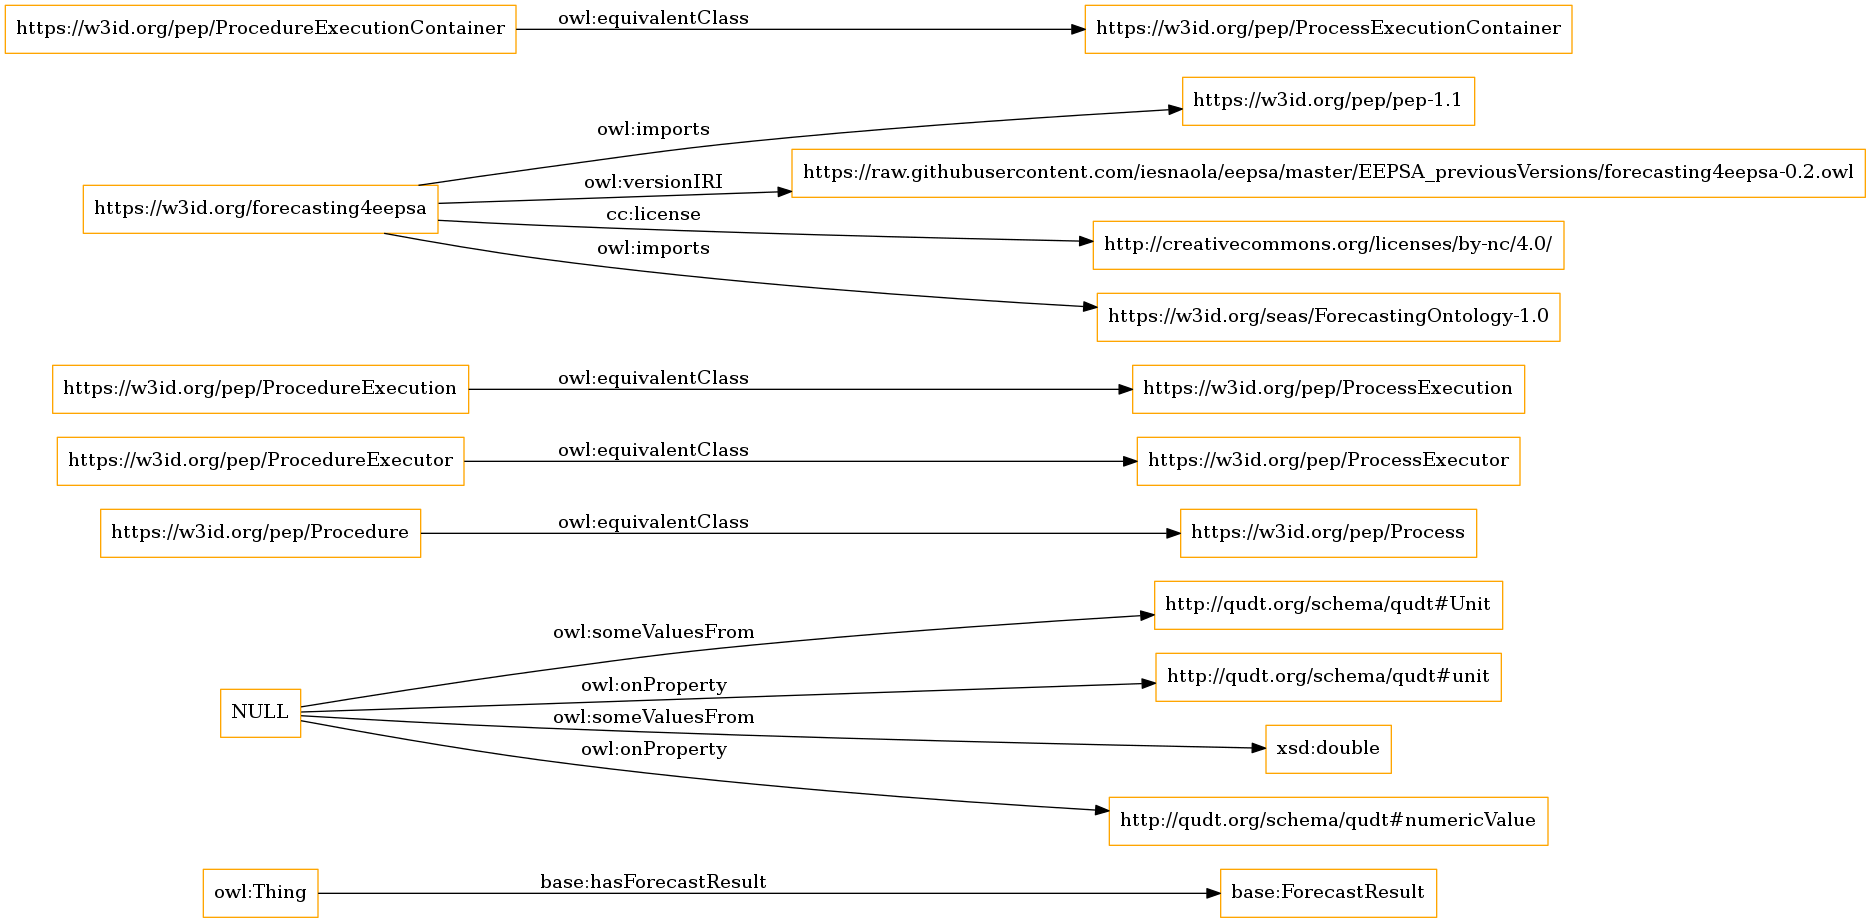 https://w3id.org/pep/ProcedureExecutionContainer
owl:equivalentClass
https://w3id.org/pep/ProcessExecutionContainer
https://w3id.org/forecasting4eepsa
owl:imports
https://w3id.org/pep/pep-1.1
owl:versionIRI
https://raw.githubusercontent.com/iesnaola/eepsa/master/EEPSA_previousVersions/forecasting4eepsa-0.2.owl
cc:license
http://creativecommons.org/licenses/by-nc/4.0/
owl:imports
https://w3id.org/seas/ForecastingOntology-1.0
https://w3id.org/pep/ProcedureExecution
owl:equivalentClass
https://w3id.org/pep/ProcessExecution
https://w3id.org/pep/ProcedureExecutor
owl:equivalentClass
https://w3id.org/pep/ProcessExecutor
https://w3id.org/pep/Procedure
owl:equivalentClass
https://w3id.org/pep/Process
NULL
owl:someValuesFrom
http://qudt.org/schema/qudt#Unit
owl:onProperty
http://qudt.org/schema/qudt#unit
owl:someValuesFrom
xsd:double
owl:onProperty
http://qudt.org/schema/qudt#numericValue
owl:Thing
base:hasForecastResult
base:ForecastResult